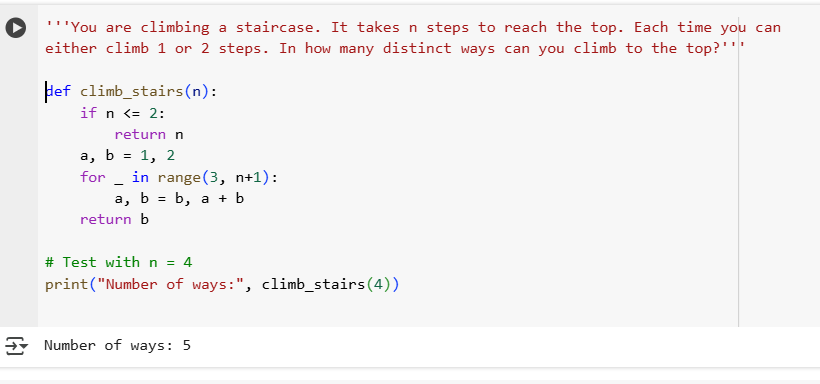 '''You are climbing a staircase. It takes n steps to reach the top. Each time you can
either climb 1 or 2 steps. In how many distinct ways can you climb to the top?'''
def climb_stairs(n):
    if n <= 2:
        return n
    a, b = 1, 2
    for _ in range(3, n+1):
        a, b = b, a + b
    return b
# Test with n = 4
print("Number of ways:", climb_stairs(4))
Number of ways: 5